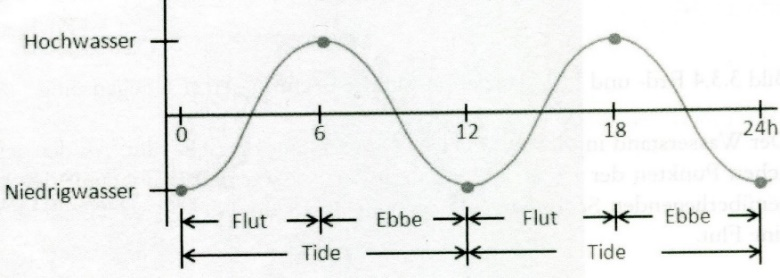 Hochwasser
0 6 12 18 24h
Niedrigwasser
Flut Ebbe Flut Ebbe
Tide Tide